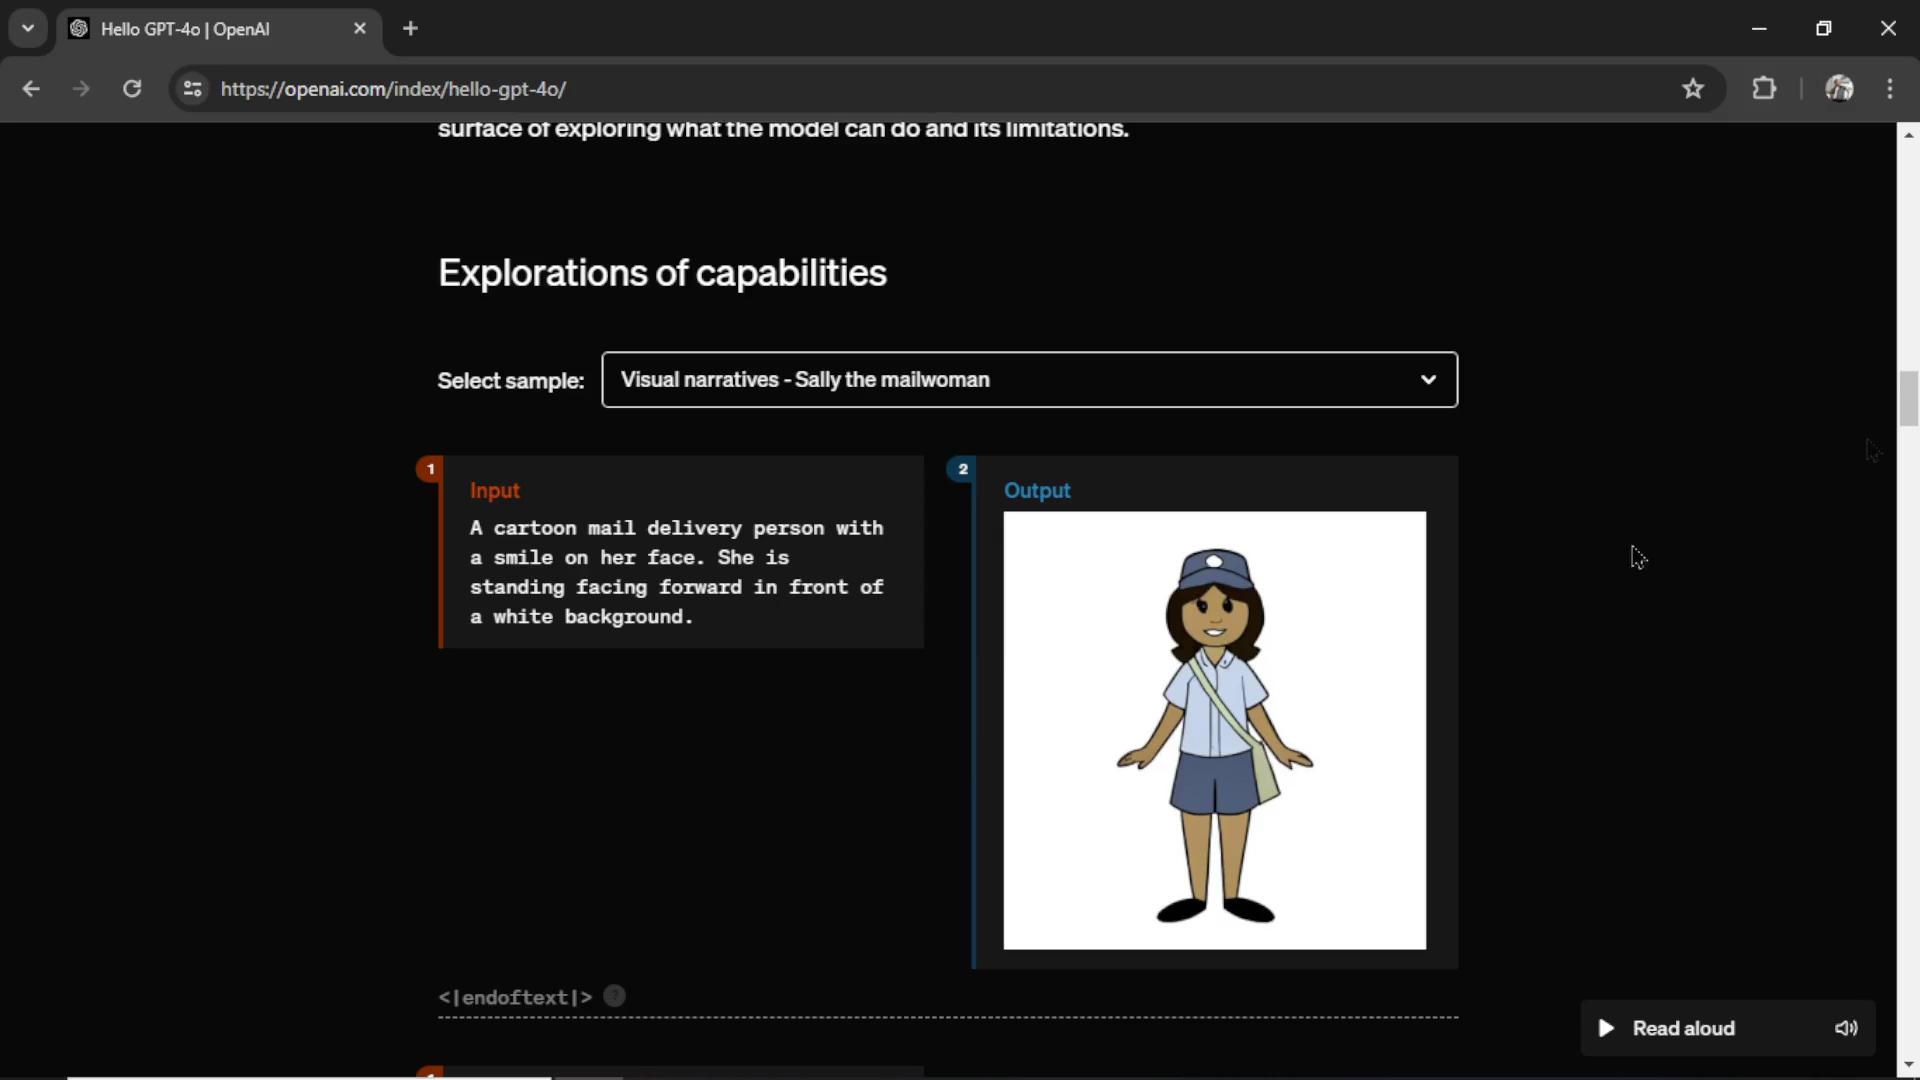 Hello GPT-4o | OpenAI
https://openai.com/index/hello-gpt-4o/
surface of exploring what the model can do and its limitations.
Explorations of capabilities
Select sample:
Visual narratives - Sally the mailwoman
1
Input
A cartoon mail delivery person with
a smile on her face. She is
standing facing forward in front of
a white background.
2
Output
<|endoftext|> ?
Read aloud